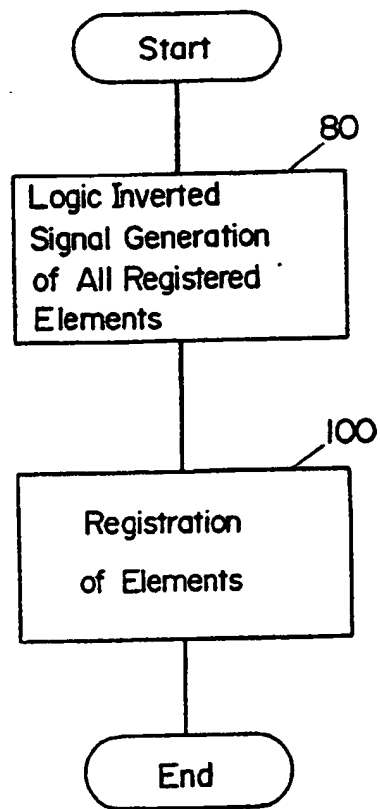 Start
80
Logic Inverted
Signal Generation
of All Registered
Elements
100
Registration
of Elements
End